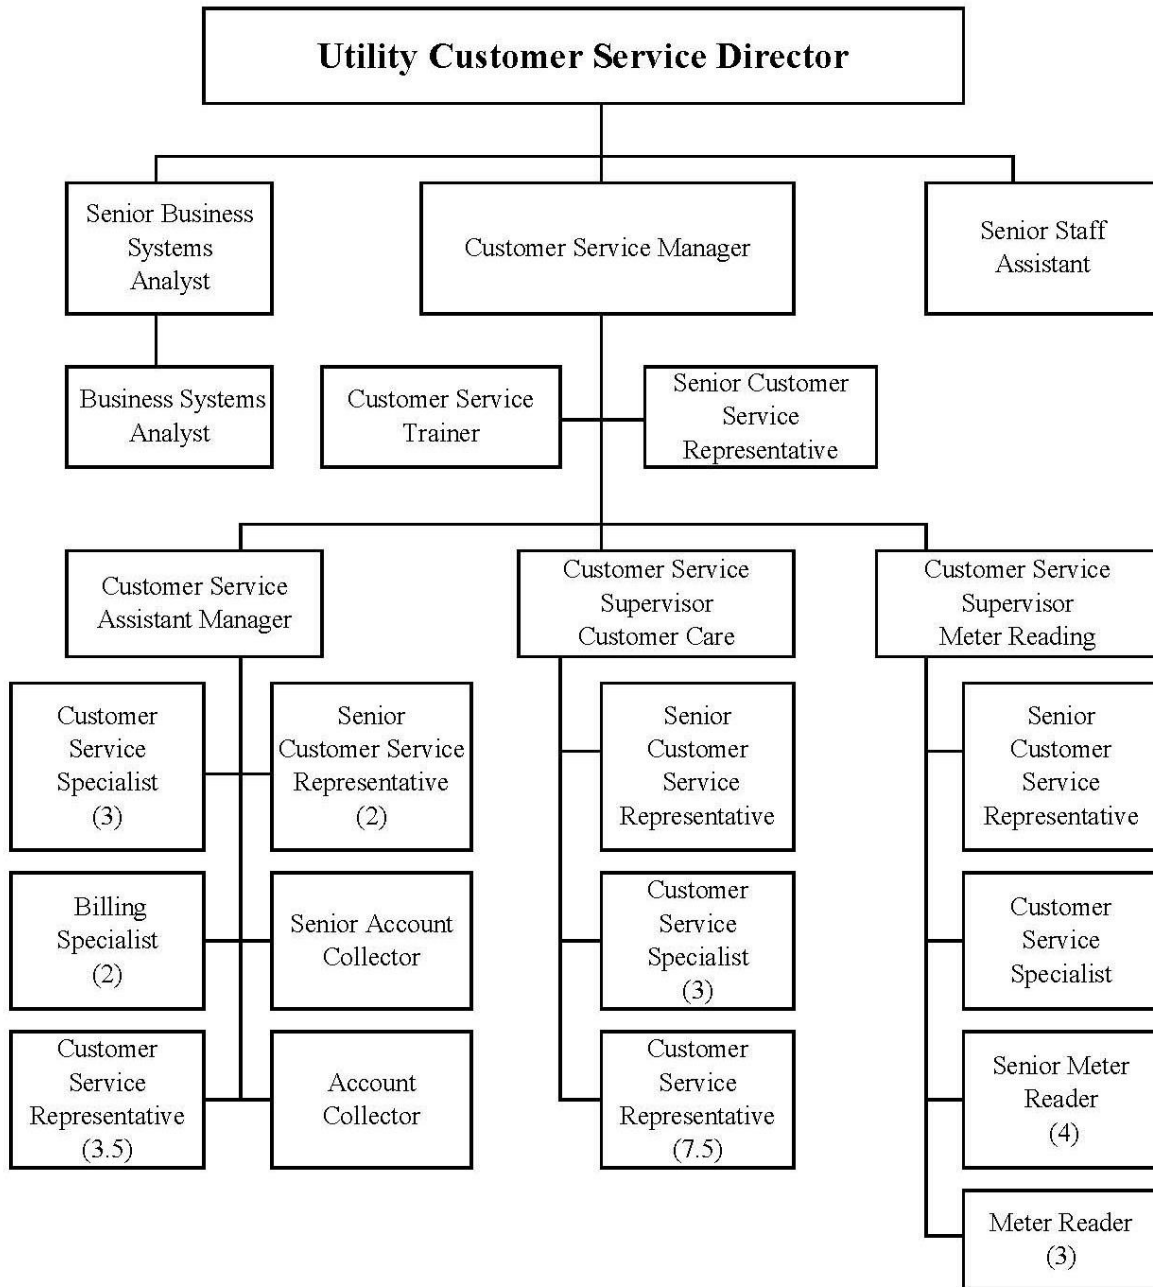 Utility Customer Service Director
Senior Business
Systems
Analyst
Customer Service Manager
Senior Staff
Assistant
Business Systems
Analyst
Customer Service
Trainer
Senior Customer
Service
Representative
Customer Service
Assistant Manager
Customer Service
Supervisor
Customer Care
Customer Service
Supervisor
Meter Reading
Customer
Service
Specialist
(3)
Senior
Customer Service
Representative
(2)
Senior
Customer
Service
Representative
Senior
Customer
Service
Representative
Billing
Specialist
(2)
Senior Account
Collector
Customer
Service
Specialist
(3)
Customer
Service
Specialist
Customer
Service
Representative
(3.5)
Account
Collector
Customer
Service
Representative
(7.5)
Senior Meter
Reader
(4)
Meter Reader
(3)